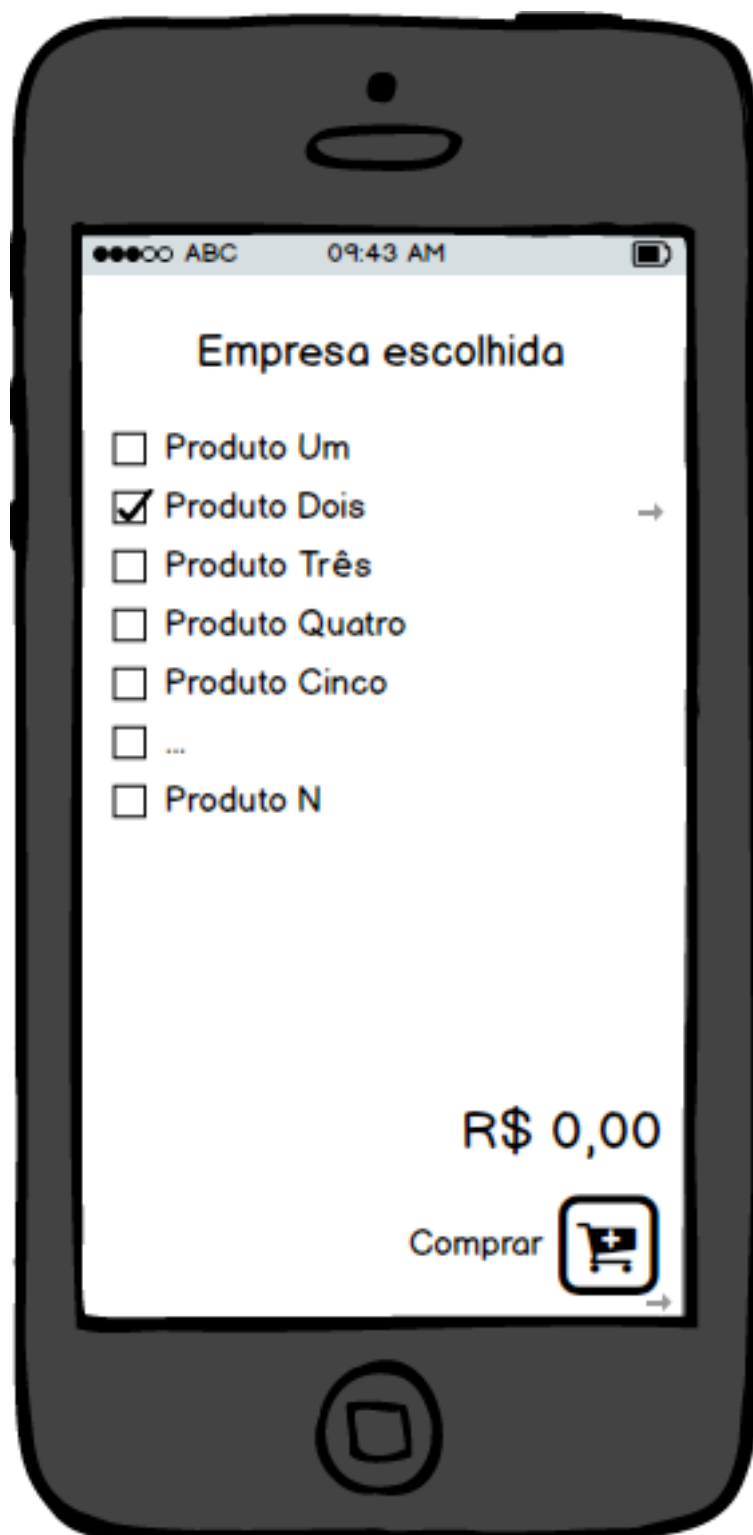 ABC 09:43 AM
Empresa escolhida
Produto Um
Produto Dois
Produto Três
Produto Quatro
Produto Cinco
...
Produto N
R$ 0,00
Comprar